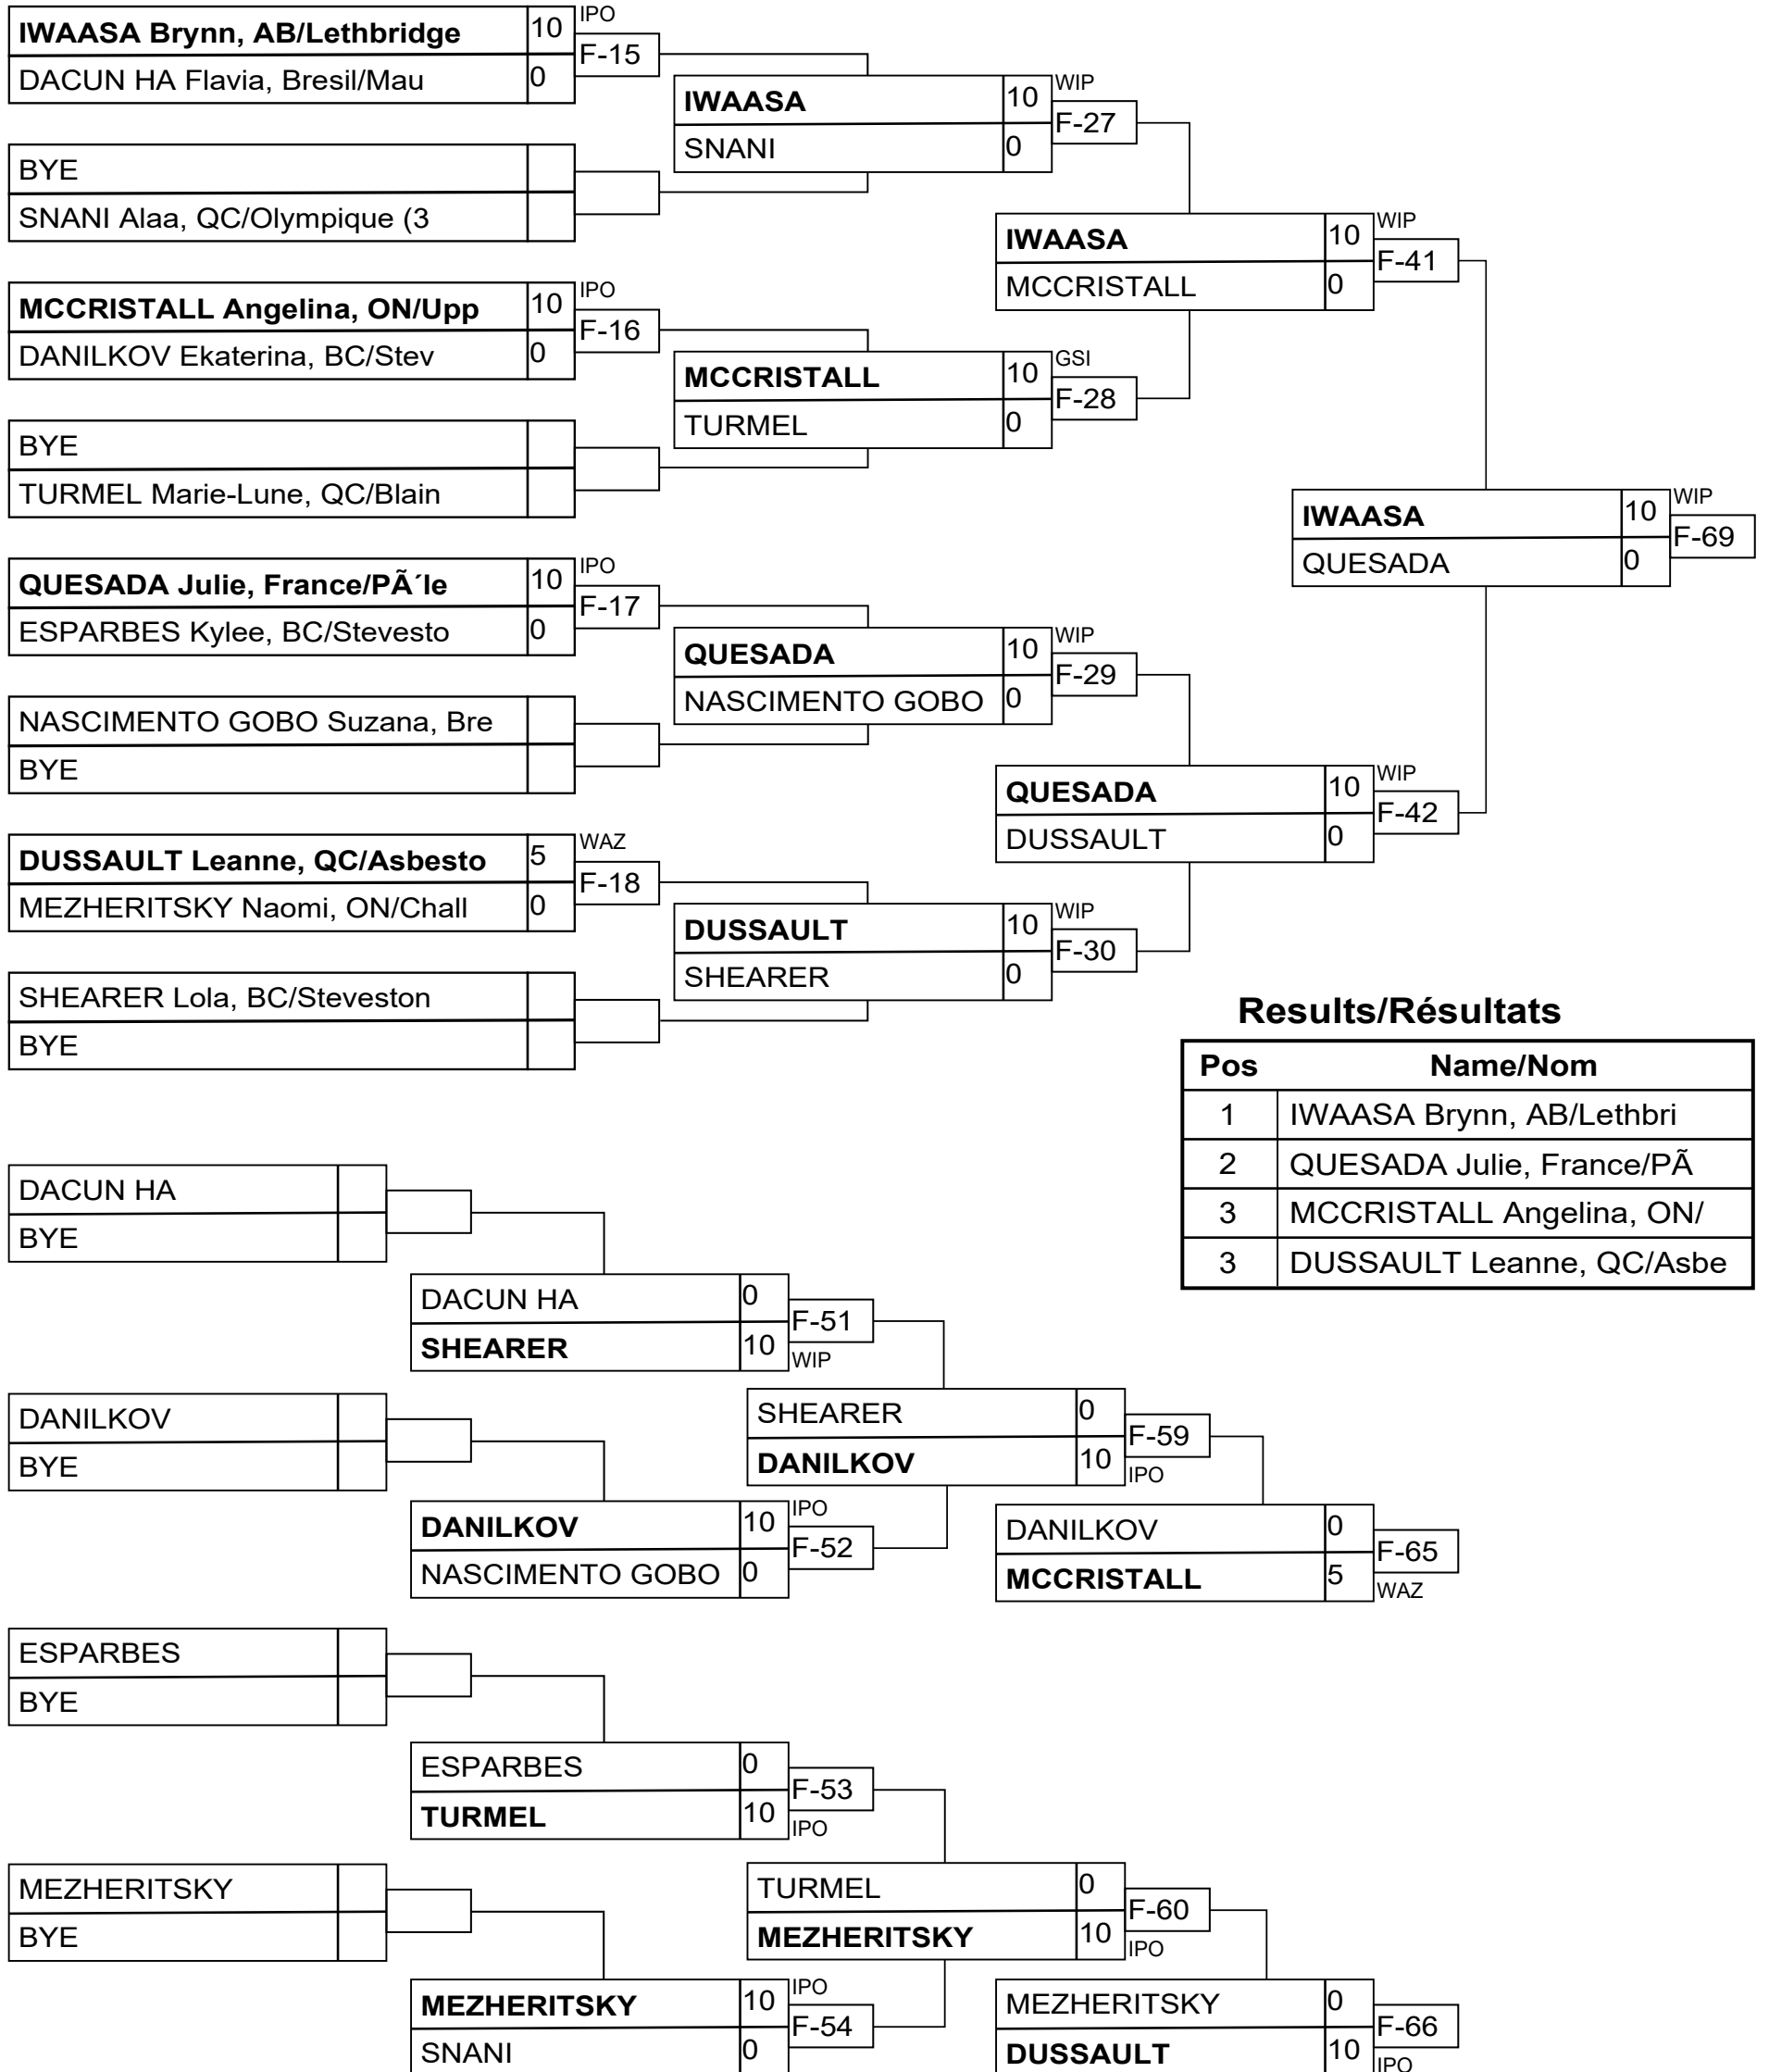 IWAASA Brynn, AB/Lethbridge 10 IPO
F-15
DACUN HA Flavia, Bresil/Mau 0
BYE
SNANI Alaa, QC/Olympique (3
MCCRISTALL Angelina, ON/Upp 10 IPO
F-16
DANILKOV Ekaterina, BC/Stev 0
BYE
TURMEL Marie-Lune, QC/Blain
QUESADA Julie, France/PÃ´le 10 IPO
F-17
ESPARBES Kylee, BC/Stevesto 0
NASCIMENTO GOBO Suzana, Bre
BYE
DUSSAULT Leanne, QC/Asbesto 5 WAZ
F-18
MEZHERITSKY Naomi, ON/Chall 0
SHEARER Lola, BC/Steveston
BYE
IWAASA 10 WIP
F-27
SNANI 0
MCCRISTALL 10 GSI
F-28
TURMEL 0
QUESADA 10 WIP
F-29
NASCIMENTO GOBO 0
DUSSAULT 10 WIP
F-30
SHEARER 0
IWAASA 10 WIP
F-41
MCCRISTALL 0
QUESADA 10 WIP
F-42
DUSSAULT 0
IWAASA 10 WIP
F-69
QUESADA 0
Results/Résultats
Pos Name/Nom
1 IWAASA Brynn, AB/Lethbri
2 QUESADA Julie, France/PÃ
3 MCCRISTALL Angelina, ON/
3 DUSSAULT Leanne, QC/Asbe
DACUN HA
BYE
DANILKOV
BYE
ESPARBES
BYE
MEZHERITSKY
BYE
DACUN HA 0
F-51
SHEARER 10 WIP
DANILKOV 10 IPO
F-52
NASCIMENTO GOBO 0
ESPARBES 0
F-53
TURMEL 10 IPO
MEZHERITSKY 10 IPO
F-54
SNANI 0
SHEARER 0
F-59
DANILKOV 10 IPO
TURMEL 0
F-60
MEZHERITSKY 10 IPO
DANILKOV 0
F-65
MCCRISTALL 5 WAZ
MEZHERITSKY 0
F-66
DUSSAULT 10 IPO